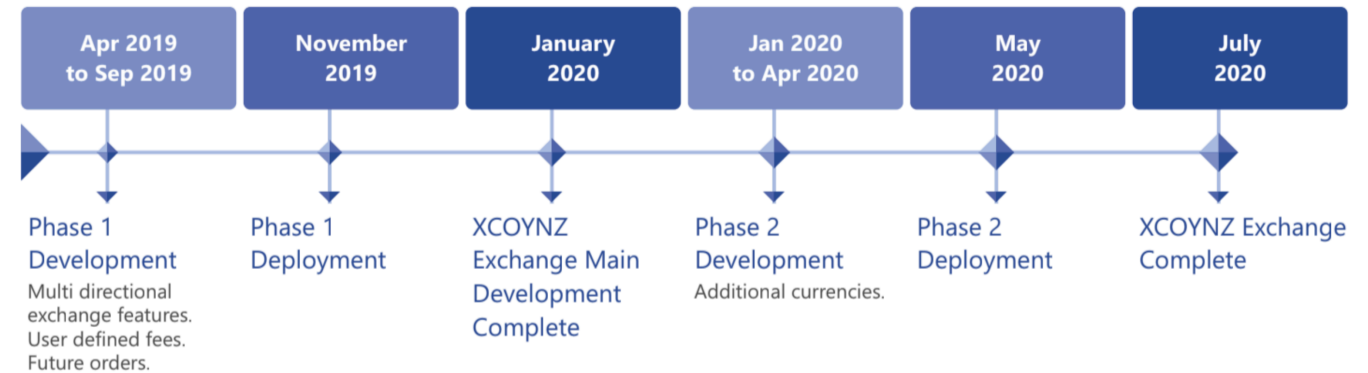 Apr 2019
to Sep 2019
November
2019
January
2020
Jan 2020
to Apr 2020
May
2020
July
2020
Phase 1
Development
Multi directional
exchange features.
User defined fees.
Future orders.
Phase 1
Deployment
XCOYNZ
Exchange Main
Development
Complete
Phase 2
Development
Additional currencies.
Phase 2
Deployment
XCOYNZ Exchange
Complete